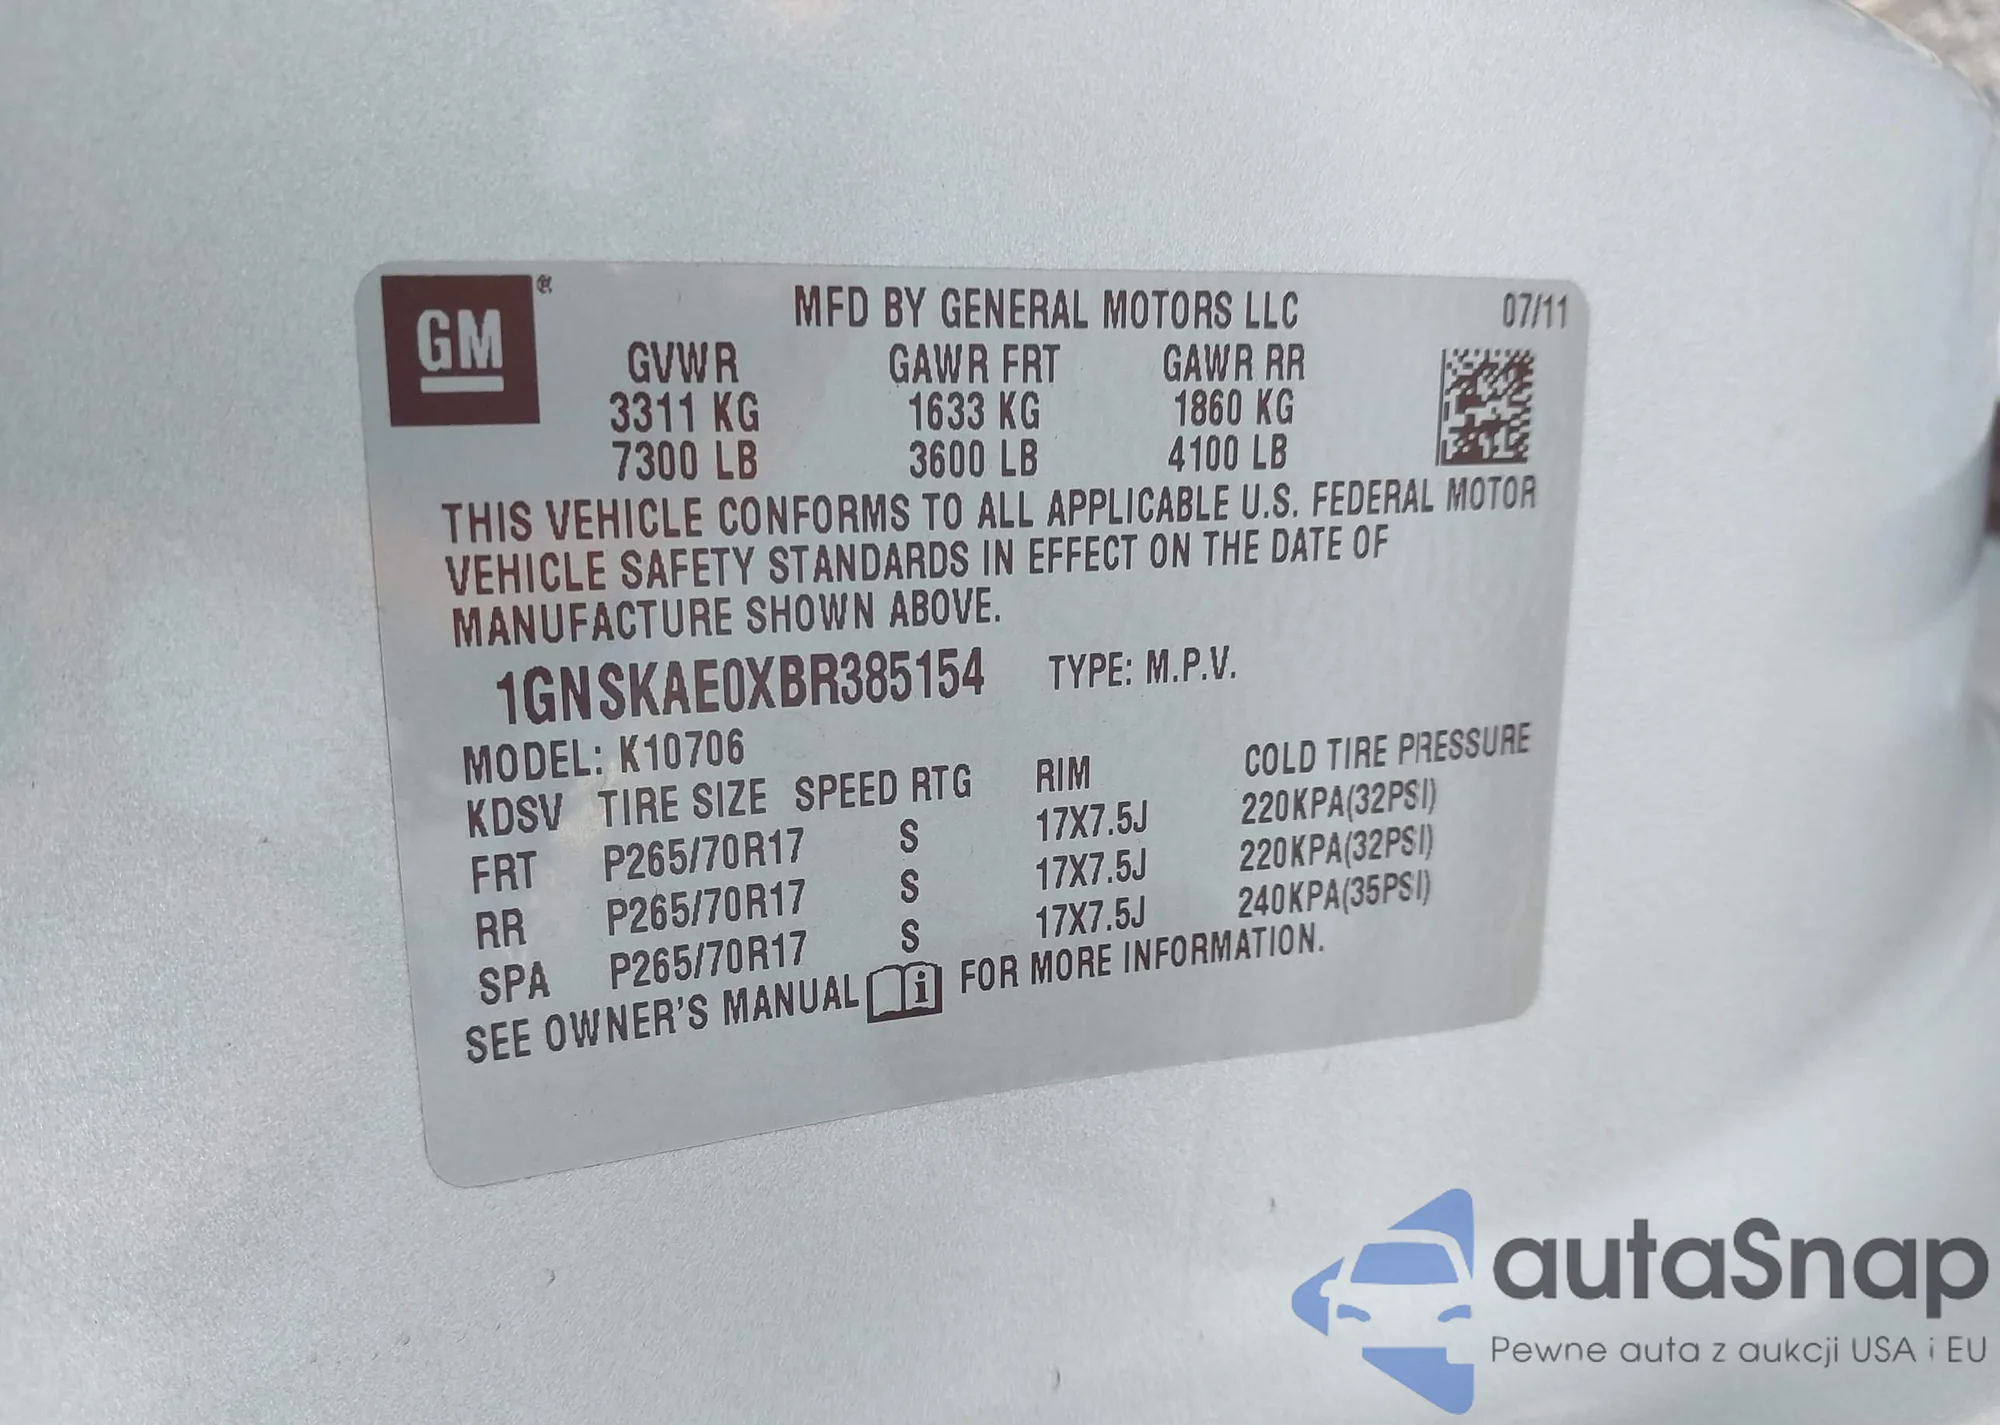 GM
MFD BY GENERAL MOTORS LLC 07/11
GVWR GAWR FRT GAWR RR
3311 KG 1633 KG 1860 KG
7300 LB 3600 LB 4100 LB
THIS VEHICLE CONFORMS TO ALL APPLICABLE U.S. FEDERAL MOTOR
VEHICLE SAFETY STANDARDS IN EFFECT ON THE DATE OF
MANUFACTURE SHOWN ABOVE.
1GNSKAE0XBR385154 TYPE: M.P.V.
MODEL: K10706
KDSV TIRE SIZE SPEED RTG RIM COLD TIRE PRESSURE
FRT P265/70R17 S 17X7.5J 220KPA(32PSI)
RR P265/70R17 S 17X7.5J 220KPA(32PSI)
SPA P265/70R17 S 17X7.5J 240KPA(35PSI)
SEE OWNER'S MANUAL i FOR MORE INFORMATION.
autaSnap
Pewne auta z aukcji USA i EU